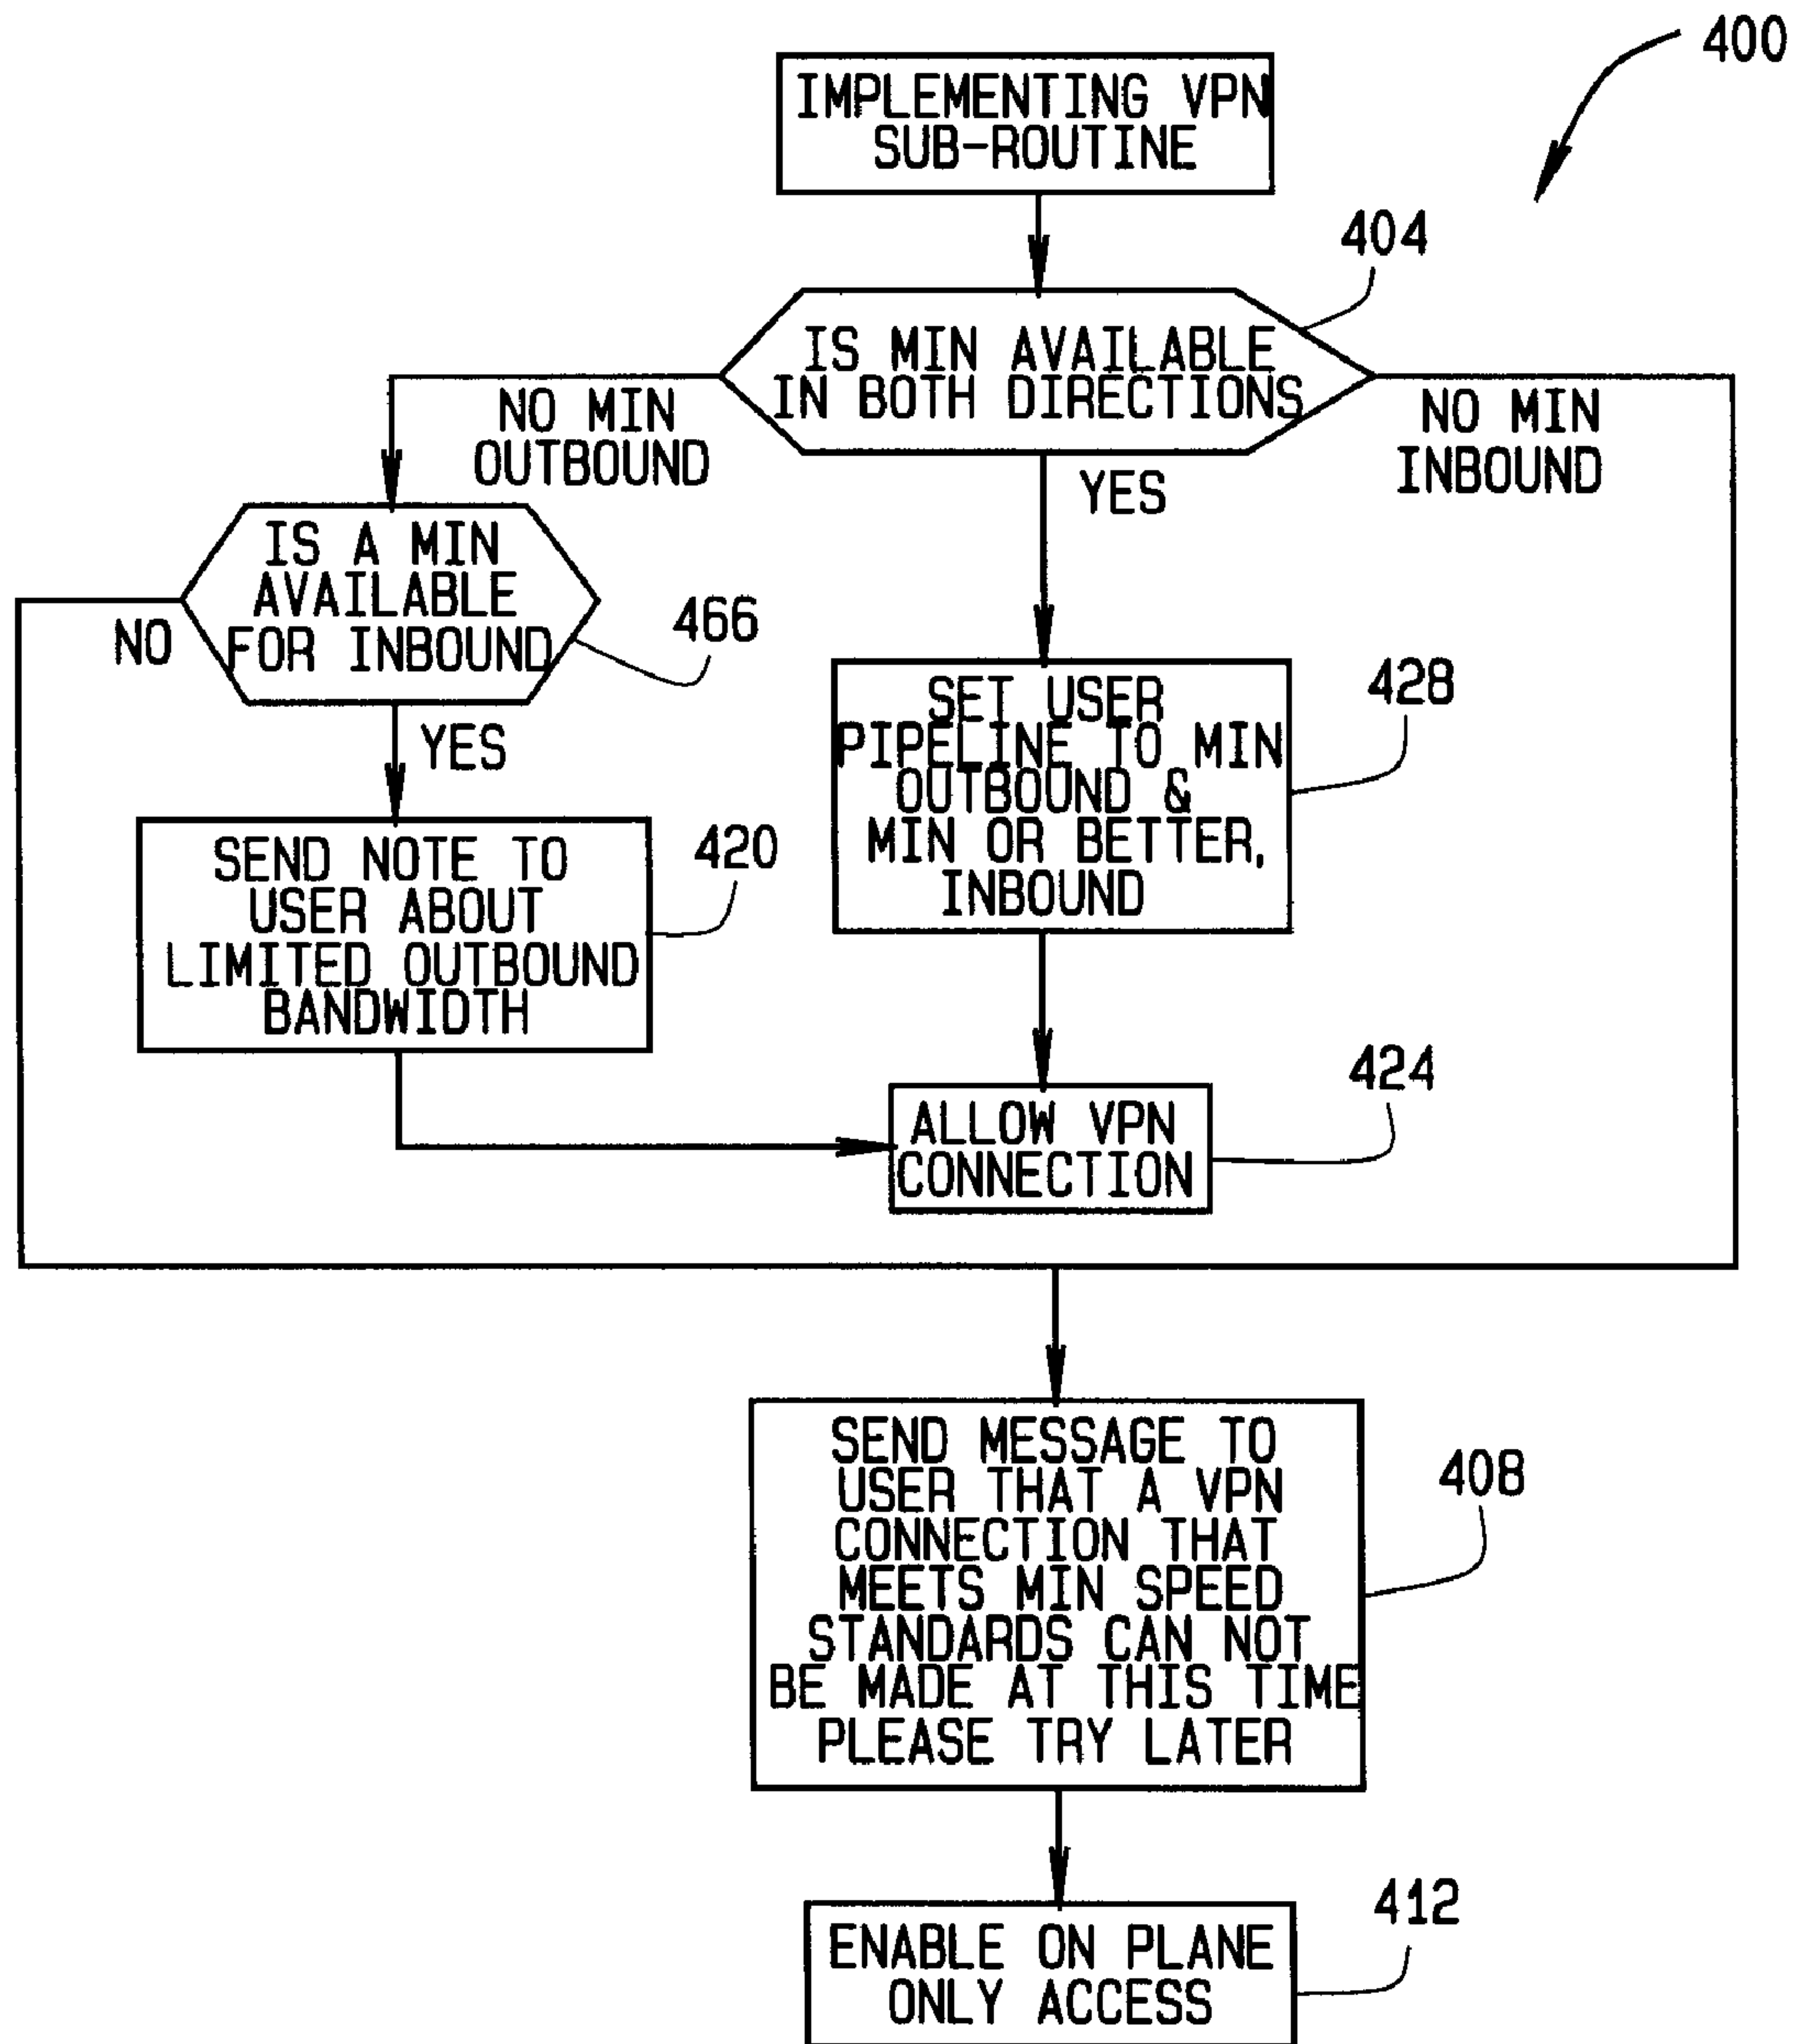 400
IMPLEMENTING VPN
SUB-ROUTINE
404
IS MIN AVAILABLE
IN BOTH DIRECTIONS
NO MIN
OUTBOUND
YES
NO MIN
INBOUND
IS A MIN
AVAILABLE
FOR INBOUND
466
NO
YES
SET USER
PIPELINE TO MIN
OUTBOUND &
MIN OR BETTER,
INBOUND
428
SEND NOTE TO
USER ABOUT
LIMITED OUTBOUND
BANDWIDTH
420
ALLOW VPN
CONNECTION
424
SEND MESSAGE TO
USER THAT A VPN
CONNECTION THAT
MEETS MIN SPEED
STANDARDS CAN NOT
BE MADE AT THIS TIME
PLEASE TRY LATER
408
ENABLE ON PLANE
ONLY ACCESS
412